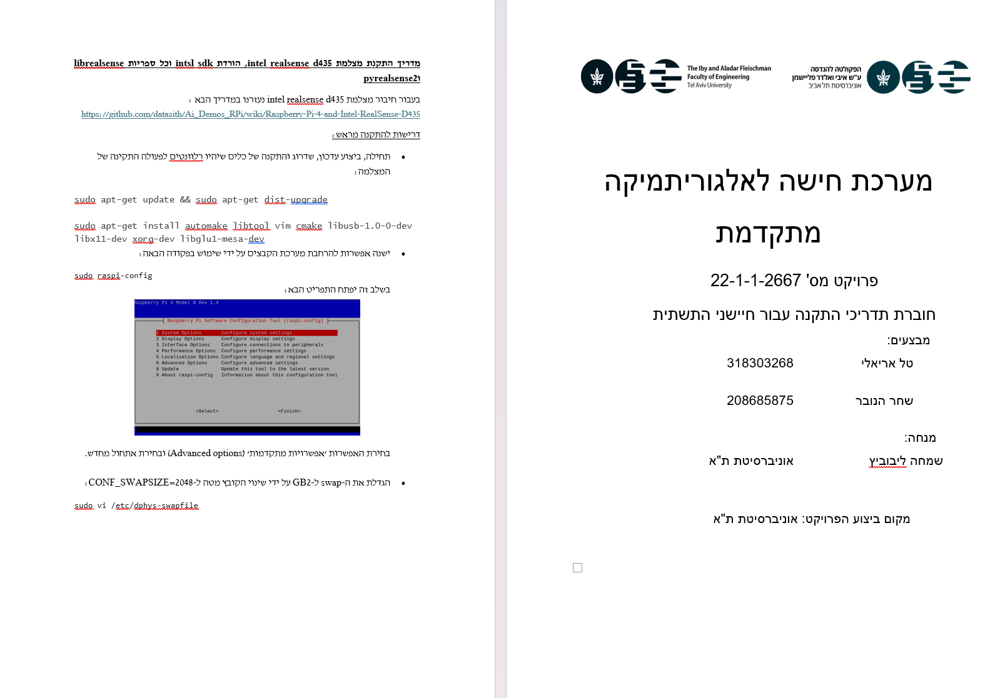 The Iby and Aladar Fleischman
Faculty of Engineering
Tel Aviv University
הפקולטה להנדסה
ע"ש איבי ואלדר פליישמן
אוניברסיטת תל אביב
מערכת חישה לאלגוריתמיקה
מתקדמת
פרויקט מס' 22-1-1-2667
חוברת תדריכי התקנה עבור חיישני התשתית
מבצעים:
טל אריאלי 318303268
שחר הנובר 208685875
מנחה:
שמחה ליבוביץ אוניברסיטת ת"א
מקום ביצוע הפרויקט: אוניברסיטת ת"א
מדריך התקנת מצלמת intel realsense d435, הורדת intsl sdk וכל ספריות librealsense
וpyrealsense2
בעבור חיבור מצלמת intel realsense d435 נעזרנו במדריך הבא :
https://github.com/datasith/Ai_Demos_RPi/wiki/Raspberry-Pi-4-and-Intel-RealSense-D435
דרישות להתקנה מראש:
• תחילה, ביצוע עדכון, שדרוג והתקנה של כלים שיהיו רלוונטים לפעולה התקינה של
המצלמה:
sudo apt-get update && sudo apt-get dist-upgrade
sudo apt-get install automake libtool vim cmake libusb-1.0-0-dev
libx11-dev xorg-dev libglu1-mesa-dev
• ישנה אפשרות להרחבת מערכת הקבצים על ידי שימוש בפקודה הבאה:
sudo raspi-config
בשלב זה יפתח התפריט הבא:
Raspberry Pi 4 Model B Rev 1.4
Raspberry Pi Software Configuration Tool (raspi-config)
1 System Options Configure system settings
2 Display Options Configure display settings
3 Interface Options Configure connections to peripherals
4 Performance Options Configure performance settings
5 Localisation Options Configure language and regional settings
6 Advanced Options Configure advanced settings
8 Update Update this tool to the latest version
9 About raspi-config Information about this configuration tool
<Select> <Finish>
בחירת האפשרות 'אפשרויות מתקדמות' (Advanced options) ובחירת אתחול מחדש.
• הגדלת את ה-swap ל-GB2 על ידי שינוי הקובץ מטה ל-CONF_SWAPSIZE=2048:
sudo vi /etc/dphys-swapfile